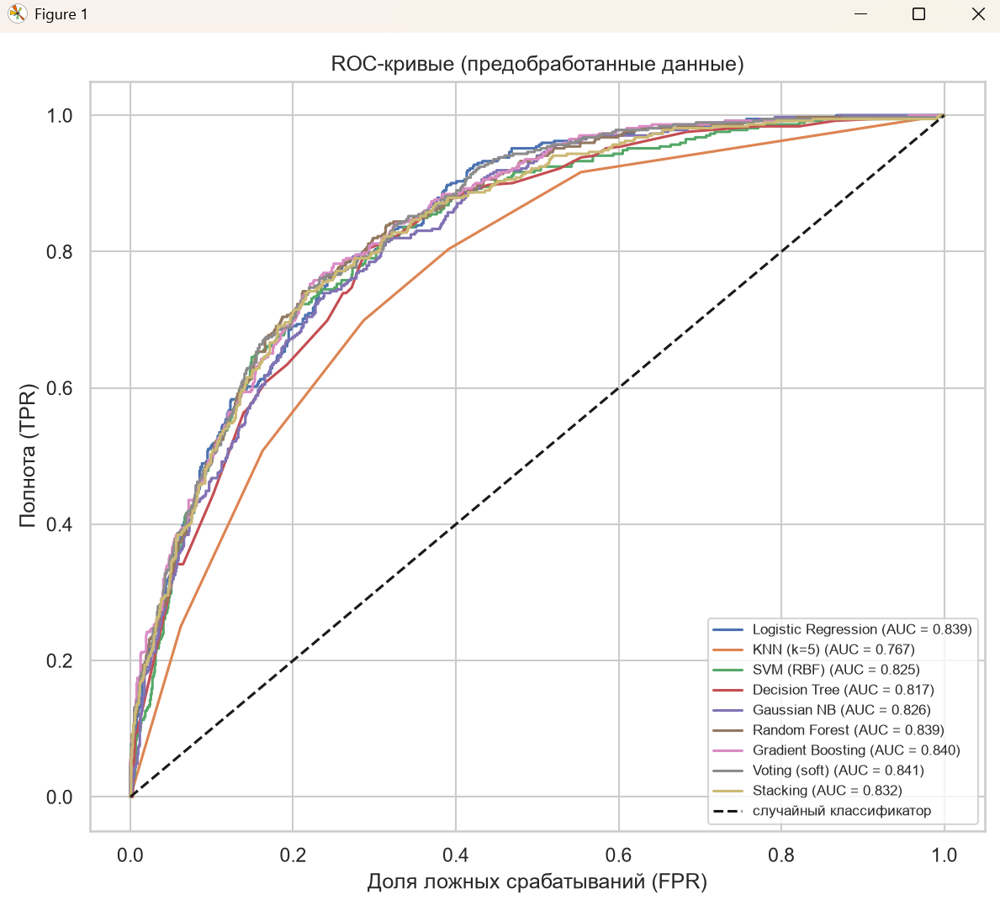 Figure 1
ROC-кривые (предобработанные данные)
1.0
0.8
0.6
0.4
0.2
0.0
Полнота (TPR)
Logistic Regression (AUC = 0.839)
KNN (k=5) (AUC = 0.767)
SVM (RBF) (AUC = 0.825)
Decision Tree (AUC = 0.817)
Gaussian NB (AUC = 0.826)
Random Forest (AUC = 0.839)
Gradient Boosting (AUC = 0.840)
Voting (soft) (AUC = 0.841)
Stacking (AUC = 0.832)
случайный классификатор
0.0 0.2 0.4 0.6 0.8 1.0
Доля ложных срабатываний (FPR)